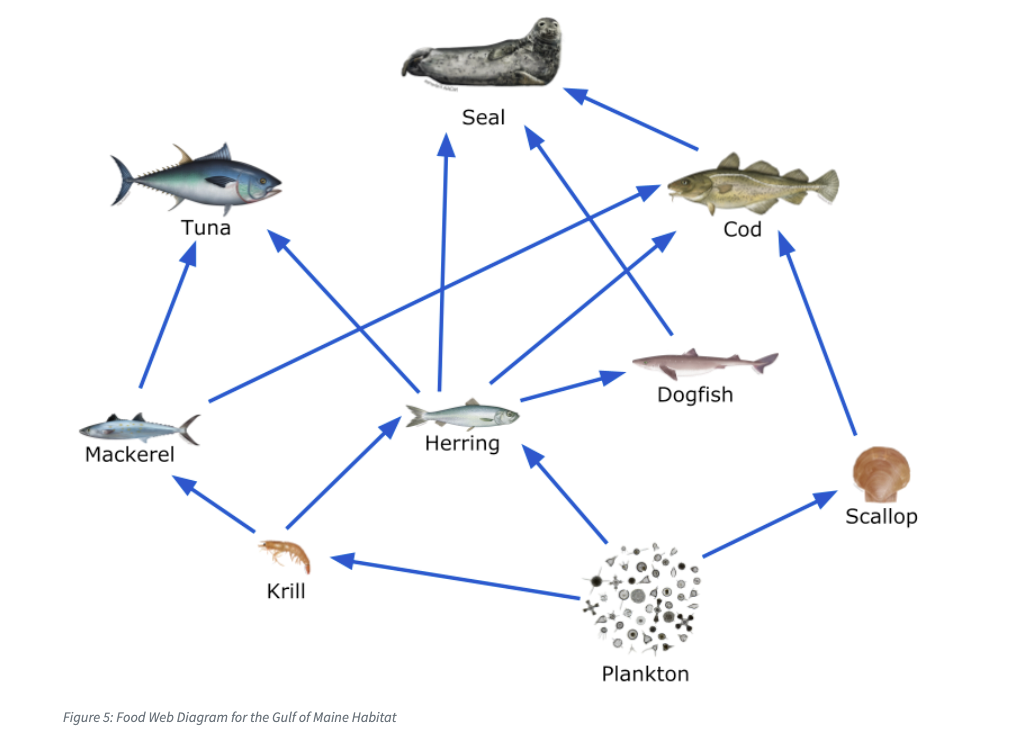 Seal
Tuna
Cod
Dogfish
Herring
Mackerel
Scallop
Krill
Plankton
Figure 5: Food Web Diagram for the Gulf of Maine Habitat